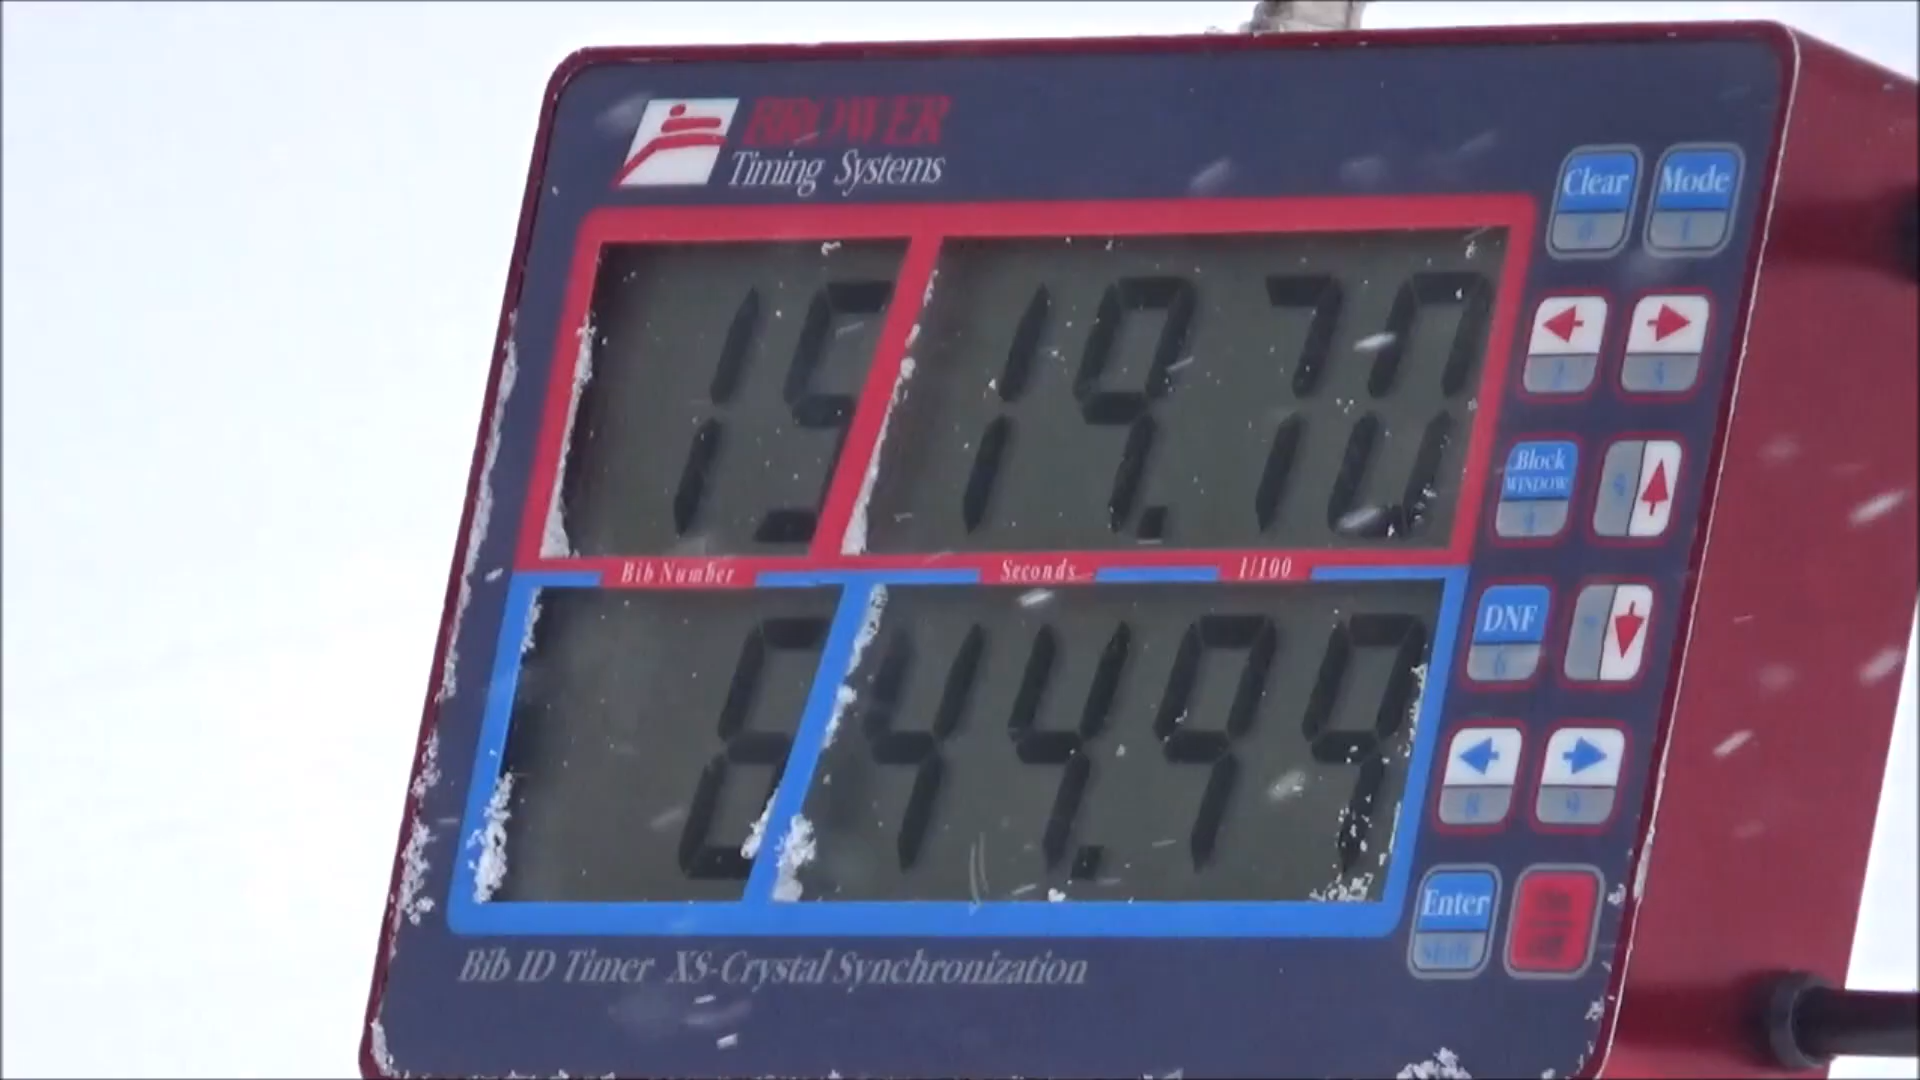 BROWER
Timing Systems
Clear
Mode
15 19.70
Block
WINDOW
Bib Number Seconds 1/100
DNF
44.99
Enter
shift
Bib ID Timer XS-Crystal Synchronization